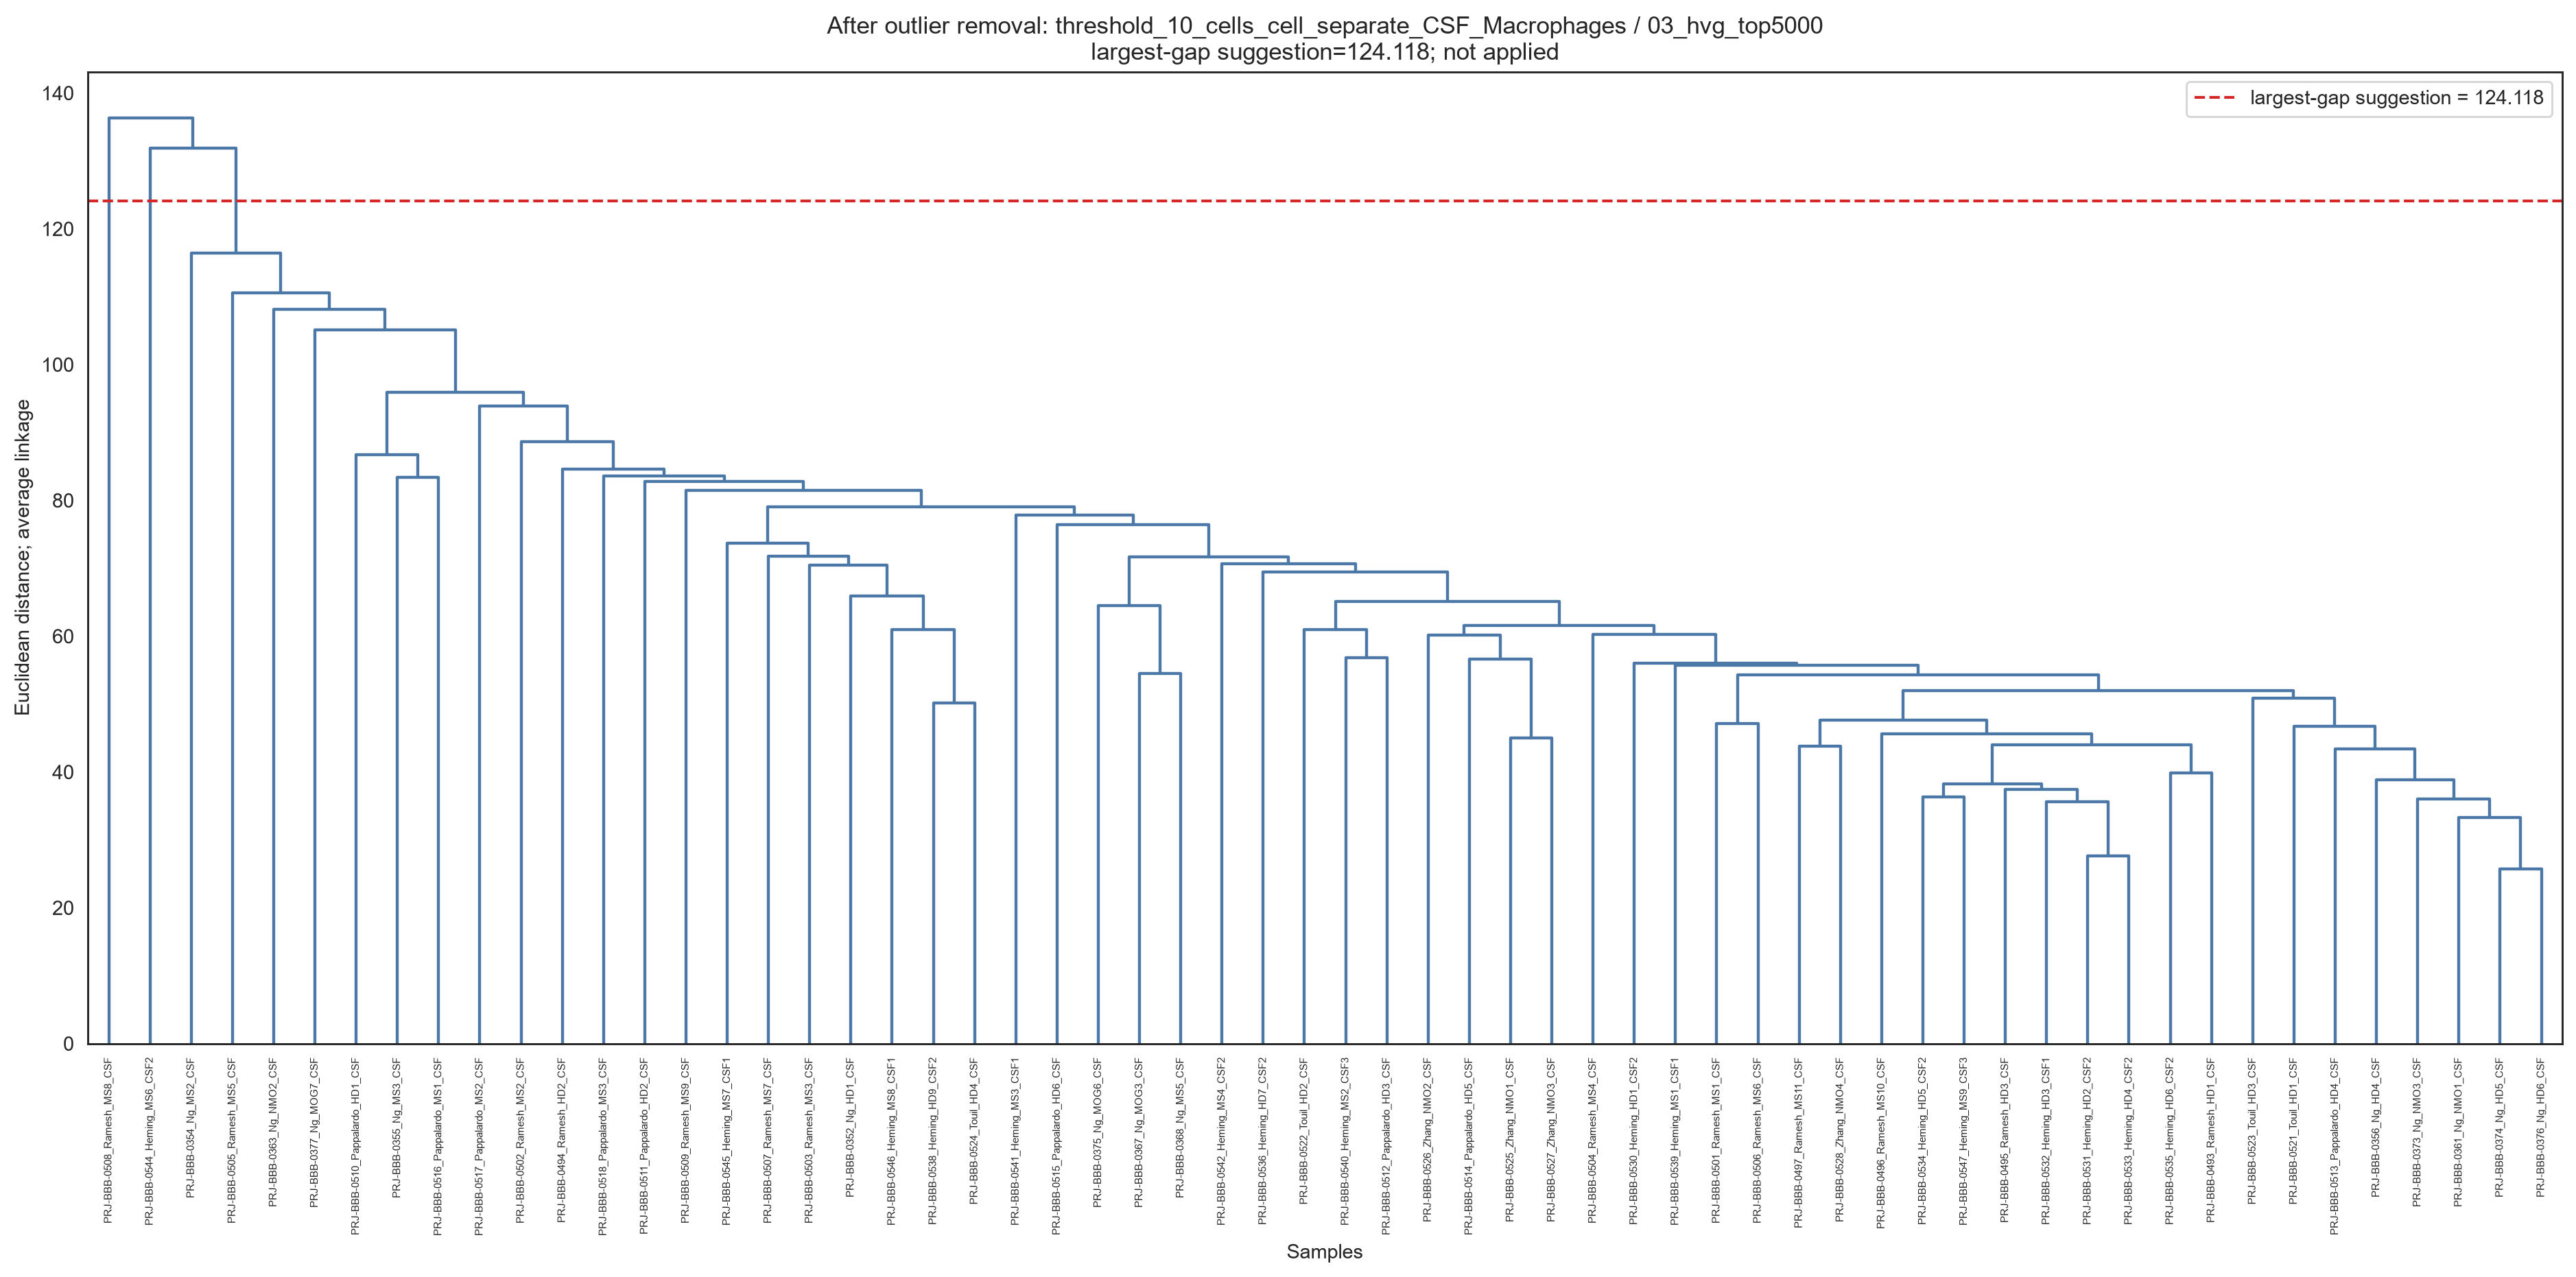 After outlier removal: threshold_10_cells_cell_separate_CSF_Macrophages / 03_hvg_top5000
largest-gap suggestion=124.118; not applied
largest-gap suggestion = 124.118
Euclidean distance; average linkage
140
120
100
80
60
40
20
0
PRJ-BBB-0508_Ramesh_MS8_CSF
PRJ-BBB-0544_Heming_MS6_CSF2
PRJ-BBB-0354_Ng_MS2_CSF
PRJ-BBB-0505_Ramesh_MS5_CSF
PRJ-BBB-0363_Ng_NMO2_CSF
PRJ-BBB-0377_Ng_MOG7_CSF
PRJ-BBB-0510_Pappalardo_HD1_CSF
PRJ-BBB-0355_Ng_MS3_CSF
PRJ-BBB-0516_Pappalardo_MS1_CSF
PRJ-BBB-0517_Pappalardo_MS2_CSF
PRJ-BBB-0502_Ramesh_MS2_CSF
PRJ-BBB-0494_Ramesh_HD2_CSF
PRJ-BBB-0518_Pappalardo_MS3_CSF
PRJ-BBB-0511_Pappalardo_HD2_CSF
PRJ-BBB-0509_Ramesh_MS9_CSF
PRJ-BBB-0545_Heming_MS7_CSF1
PRJ-BBB-0507_Ramesh_MS7_CSF
PRJ-BBB-0503_Ramesh_MS3_CSF
PRJ-BBB-0352_Ng_HD1_CSF
PRJ-BBB-0546_Heming_MS8_CSF1
PRJ-BBB-0538_Heming_HD9_CSF2
PRJ-BBB-0524_Touil_HD4_CSF
PRJ-BBB-0541_Heming_MS3_CSF1
PRJ-BBB-0515_Pappalardo_HD6_CSF
PRJ-BBB-0375_Ng_MOG6_CSF
PRJ-BBB-0367_Ng_MOG3_CSF
PRJ-BBB-0368_Ng_MS5_CSF
PRJ-BBB-0542_Heming_MS4_CSF2
PRJ-BBB-0536_Heming_HD7_CSF2
PRJ-BBB-0522_Touil_HD2_CSF
PRJ-BBB-0540_Heming_MS2_CSF3
PRJ-BBB-0512_Pappalardo_HD3_CSF
PRJ-BBB-0526_Zhang_NMO2_CSF
PRJ-BBB-0514_Pappalardo_HD5_CSF
PRJ-BBB-0525_Zhang_NMO1_CSF
PRJ-BBB-0527_Zhang_NMO3_CSF
PRJ-BBB-0504_Ramesh_MS4_CSF
PRJ-BBB-0530_Heming_HD1_CSF2
PRJ-BBB-0539_Heming_MS1_CSF1
PRJ-BBB-0501_Ramesh_MS1_CSF
PRJ-BBB-0506_Ramesh_MS6_CSF
PRJ-BBB-0497_Ramesh_MS11_CSF
PRJ-BBB-0528_Zhang_NMO4_CSF
PRJ-BBB-0496_Ramesh_MS10_CSF
PRJ-BBB-0534_Heming_HD5_CSF2
PRJ-BBB-0547_Heming_MS9_CSF3
PRJ-BBB-0495_Ramesh_HD3_CSF
PRJ-BBB-0532_Heming_HD3_CSF1
PRJ-BBB-0531_Heming_HD2_CSF2
PRJ-BBB-0533_Heming_HD4_CSF2
PRJ-BBB-0535_Heming_HD6_CSF2
PRJ-BBB-0493_Ramesh_HD1_CSF
PRJ-BBB-0523_Touil_HD3_CSF
PRJ-BBB-0521_Touil_HD1_CSF
PRJ-BBB-0513_Pappalardo_HD4_CSF
PRJ-BBB-0356_Ng_HD4_CSF
PRJ-BBB-0373_Ng_NMO3_CSF
PRJ-BBB-0361_Ng_NMO1_CSF
PRJ-BBB-0374_Ng_HD5_CSF
PRJ-BBB-0376_Ng_HD6_CSF
Samples